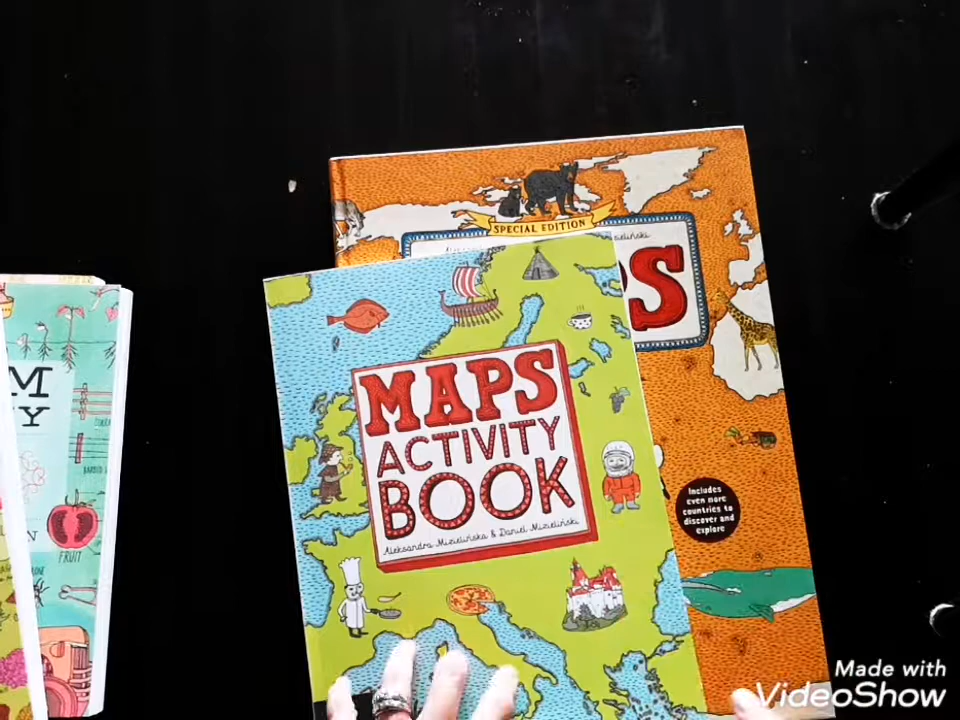 SPECIAL EDITION
PS
MAPS
ACTIVITY
BOOK
Aleksandra Mizielińska & Daniel Mizieliński
Includes
even more
countries to
discover and
explore
M
Y
N
FRUIT
Made with
VideoShow